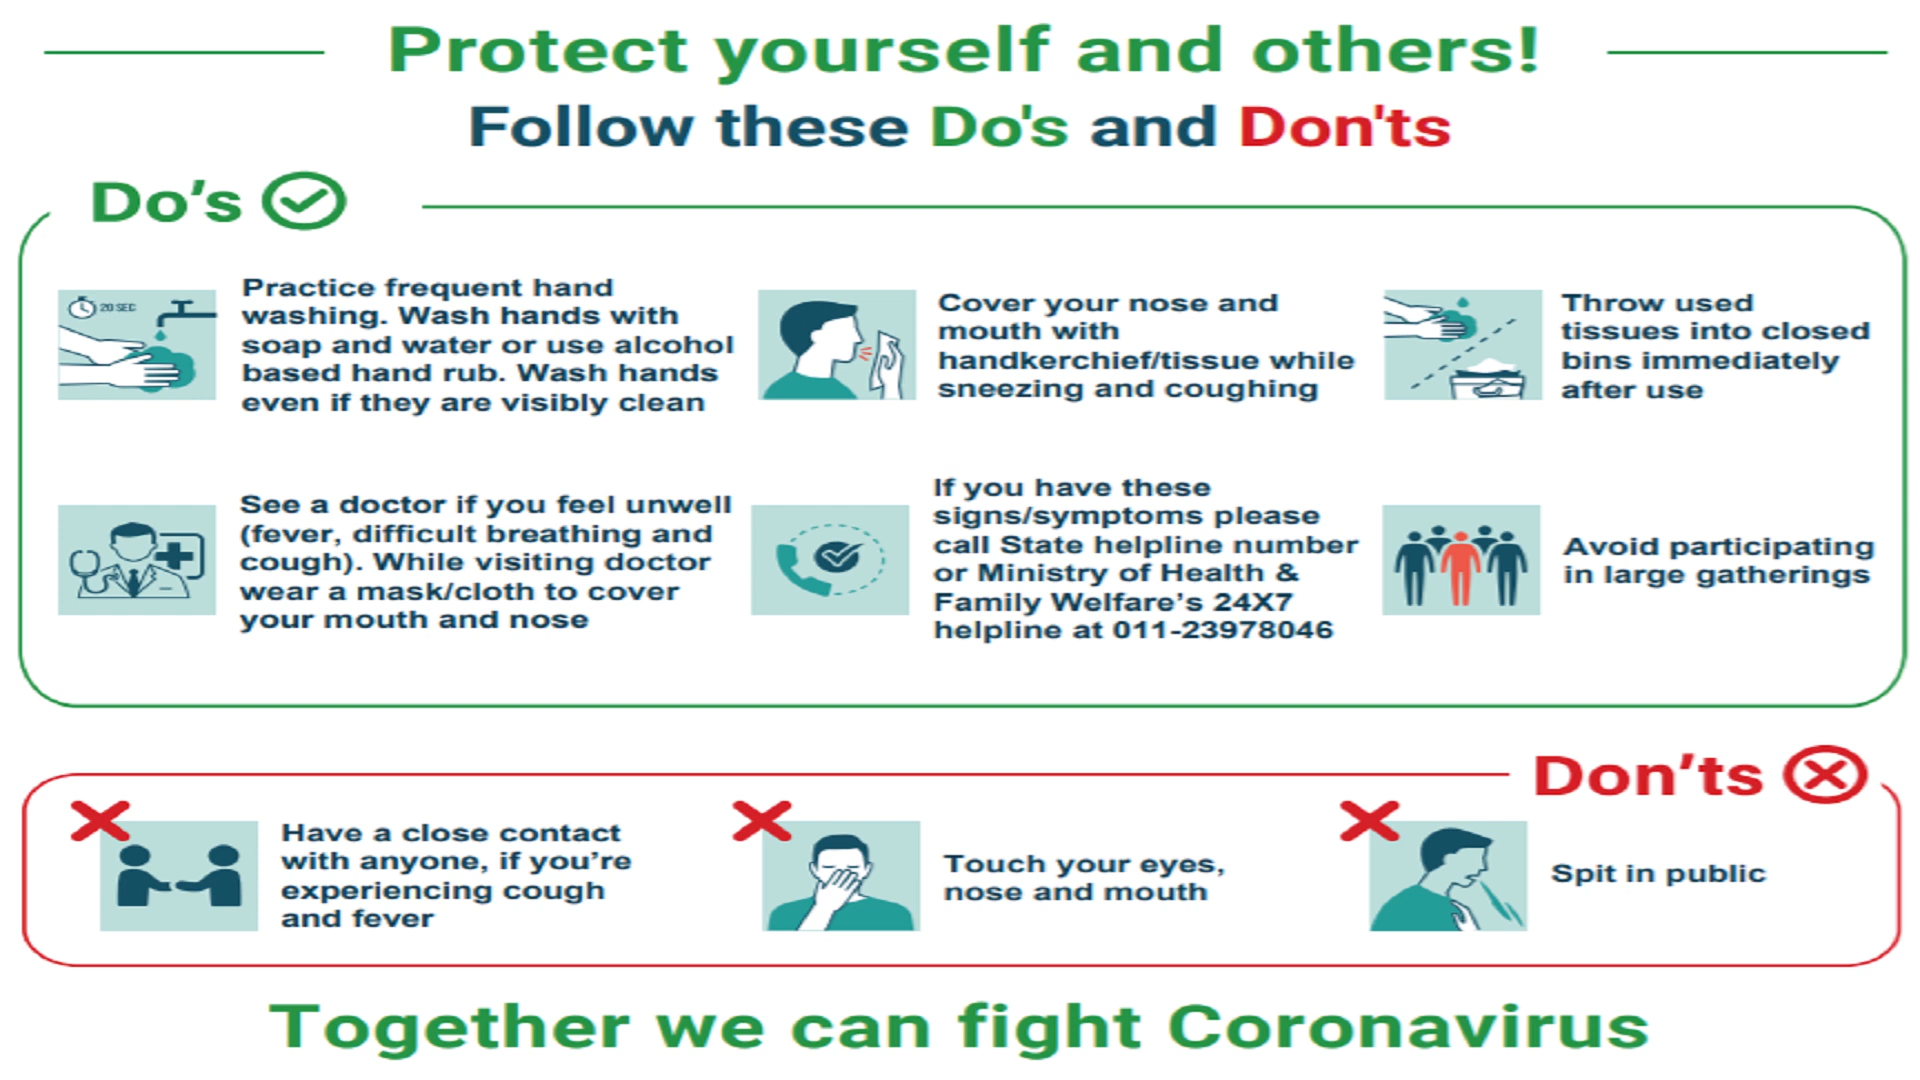 Protect yourself and others!
Follow these Do's and Don'ts
Do's
20 SEC
Practice frequent hand
washing. Wash hands with
soap and water or use alcohol
based hand rub. Wash hands
even if they are visibly clean
Cover your nose and
mouth with
handkerchief/tissue while
sneezing and coughing
Throw used
tissues into closed
bins immediately
after use
See a doctor if you feel unwell
(fever, difficult breathing and
cough). While visiting doctor
wear a mask/cloth to cover
your mouth and nose
If you have these
signs/symptoms please
call State helpline number
or Ministry of Health &
Family Welfare's 24X7
helpline at 011-23978046
Avoid participating
in large gatherings
Don'ts
Have a close contact
with anyone, if you're
experiencing cough
and fever
Touch your eyes,
nose and mouth
Spit in public
Together we can fight Coronavirus